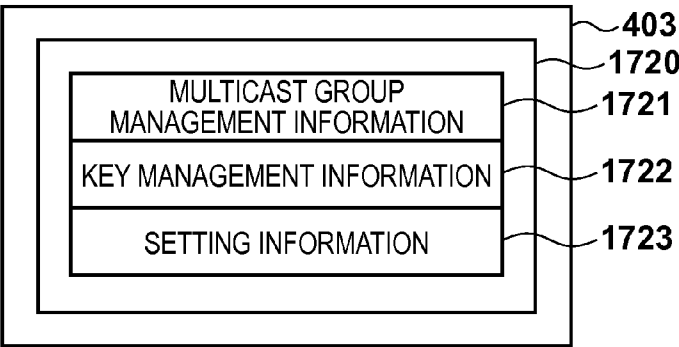 403
1720
MULTICAST GROUP
MANAGEMENT INFORMATION
1721
KEY MANAGEMENT INFORMATION
1722
SETTING INFORMATION
1723